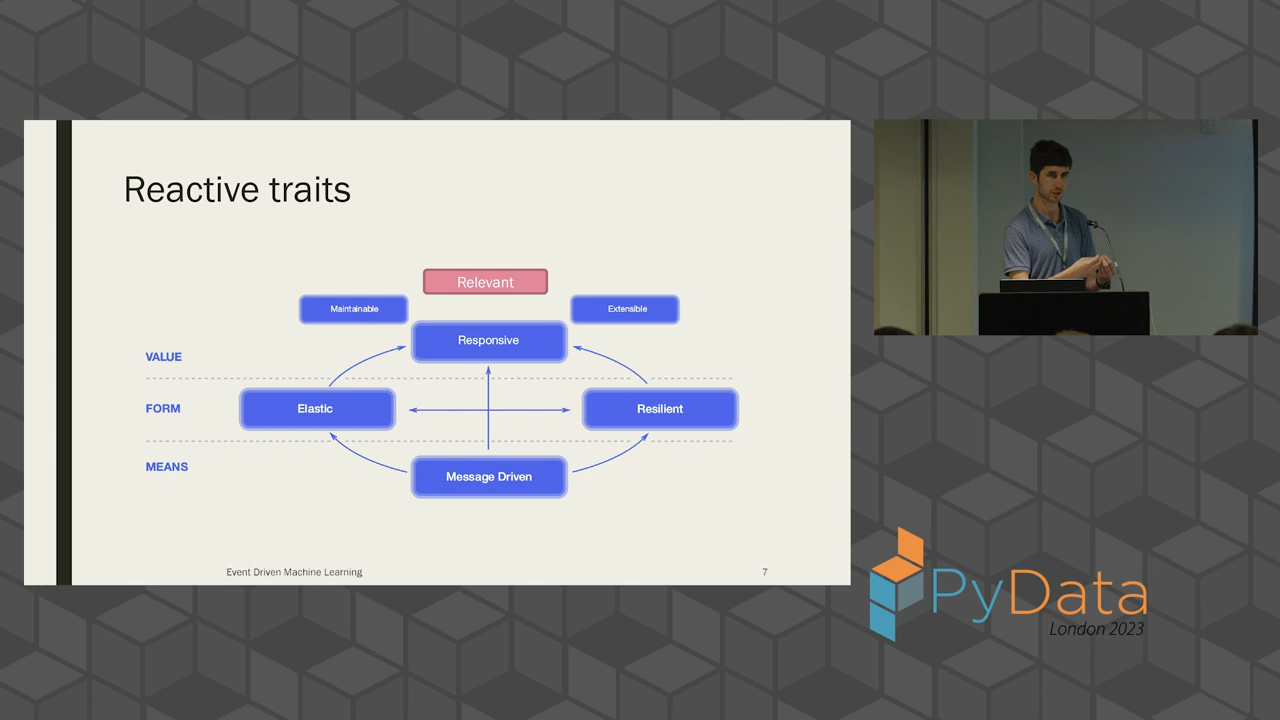 Reactive traits
Relevant
Maintainable
Extensible
Responsive
VALUE
FORM
Elastic
Resilient
MEANS
Message Driven
Event Driven Machine Learning
7
PyData
London 2023